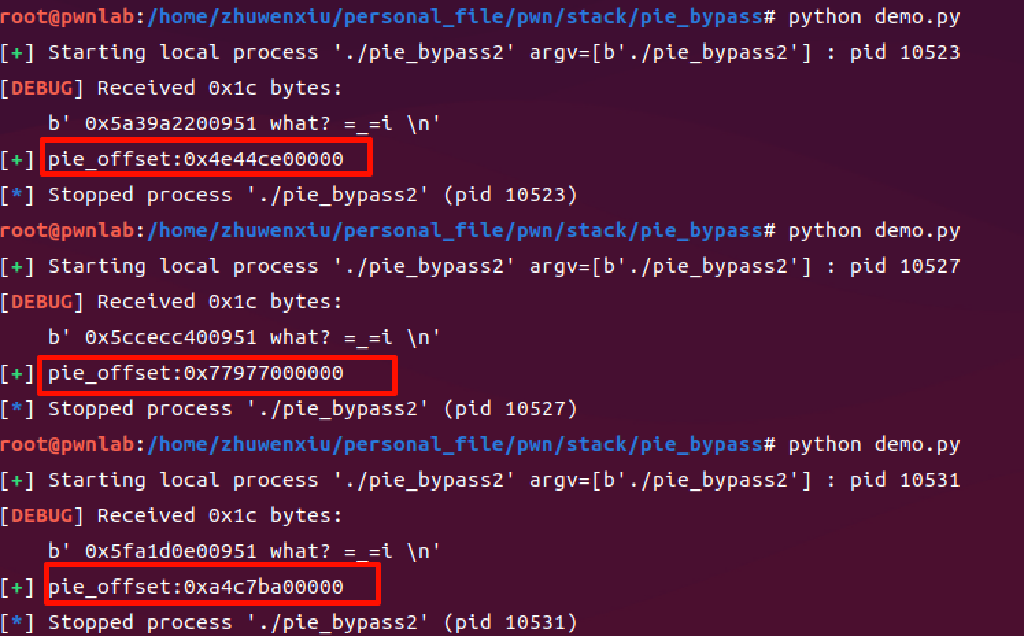 root@pwnlab:/home/zhuwenxiu/personal_file/pwn/stack/pie_bypass# python demo.py
[+] Starting local process './pie_bypass2' argv=[b'./pie_bypass2'] : pid 10523
[DEBUG] Received 0x1c bytes:
b' 0x5a39a2200951 what? =_=i \n'
[+] pie_offset:0x4e44ce00000
[*] Stopped process './pie_bypass2' (pid 10523)
root@pwnlab:/home/zhuwenxiu/personal_file/pwn/stack/pie_bypass# python demo.py
[+] Starting local process './pie_bypass2' argv=[b'./pie_bypass2'] : pid 10527
[DEBUG] Received 0x1c bytes:
b' 0x5ccecc400951 what? =_=i \n'
[+] pie_offset:0x77977000000
[*] Stopped process './pie_bypass2' (pid 10527)
root@pwnlab:/home/zhuwenxiu/personal_file/pwn/stack/pie_bypass# python demo.py
[+] Starting local process './pie_bypass2' argv=[b'./pie_bypass2'] : pid 10531
[DEBUG] Received 0x1c bytes:
b' 0x5fa1d0e00951 what? =_=i \n'
[+] pie_offset:0xa4c7ba00000
[*] Stopped process './pie_bypass2' (pid 10531)